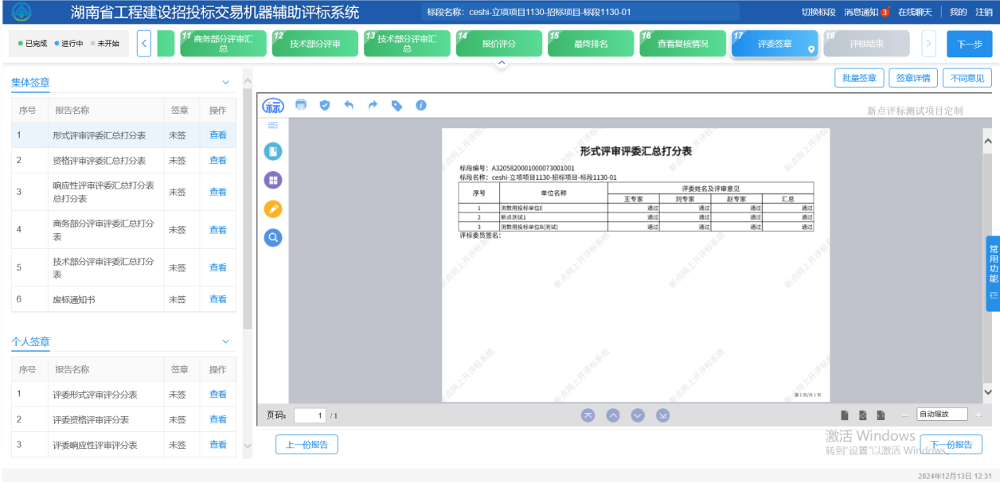 湖南省工程建设招投标交易机器辅助评标系统
标段名称：ceshi-立项项目1130-招标项目-标段1130-01
切换标段 消息通知 3 在线聊天 我的 注销
已完成 进行中 未开始
11 商务部分评审汇总
12 技术部分评审
13 技术部分评审汇总
14 报价评分
15 最终排名
16 查看复核情况
17 评委签章
18 评标结束
下一步
批量签章 签章详情 不同意见
集体签章
序号 报告名称 签章 操作
1 形式评审评委汇总打分表 未签 查看
2 资格评审评委汇总打分表 未签 查看
3 响应性评审评委汇总打分表总打分表 未签 查看
4 商务部分评审评委汇总打分表 未签 查看
5 技术部分评审评委汇总打分表 未签 查看
6 废标通知书 未签 查看
个人签章
序号 报告名称 签章 操作
1 评委形式评审评分分表 未签 查看
2 评委资格评审评分表 未签 查看
3 评委响应性评审评分表 未签 查看
标
新点评标测试项目定制
形式评审评委汇总打分表
标段编号：A3205820001000073001001
标段名称：ceshi-立项项目1130-招标项目-标段1130-01
序号 单位名称 评委姓名及评审意见
王专家 刘专家 赵专家 汇总
1 测数用投标单位E 通过 通过 通过 通过
2 新点测试1 通过 通过 通过 通过
3 测数用投标单位B(测试) 通过 通过 通过 通过
评标委员签名：
新点网上开评标系统
第1页/共1页
常用功能
页码： 1 /1
自动缩放
上一份报告
下一份报告
激活 Windows
转到"设置"以激活 Windows。
2024年12月13日 12:31